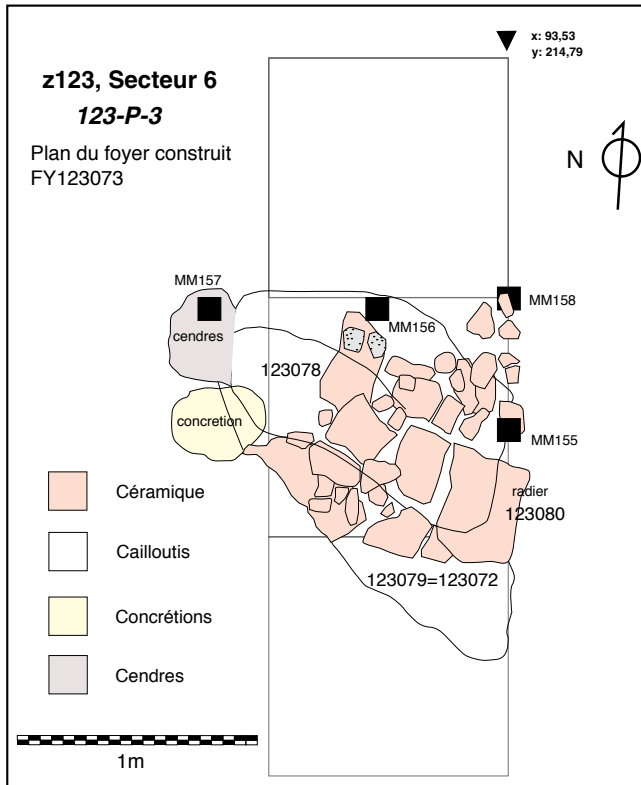 x: 93,53
y: 214,79
z123, Secteur 6
123-P-3
Plan du foyer construit
FY123073
N
MM157
MM158
MM156
cendres
123078
concretion
MM155
radier
123080
Céramique
Cailloutis
123079=123072
Concrétions
Cendres
1m